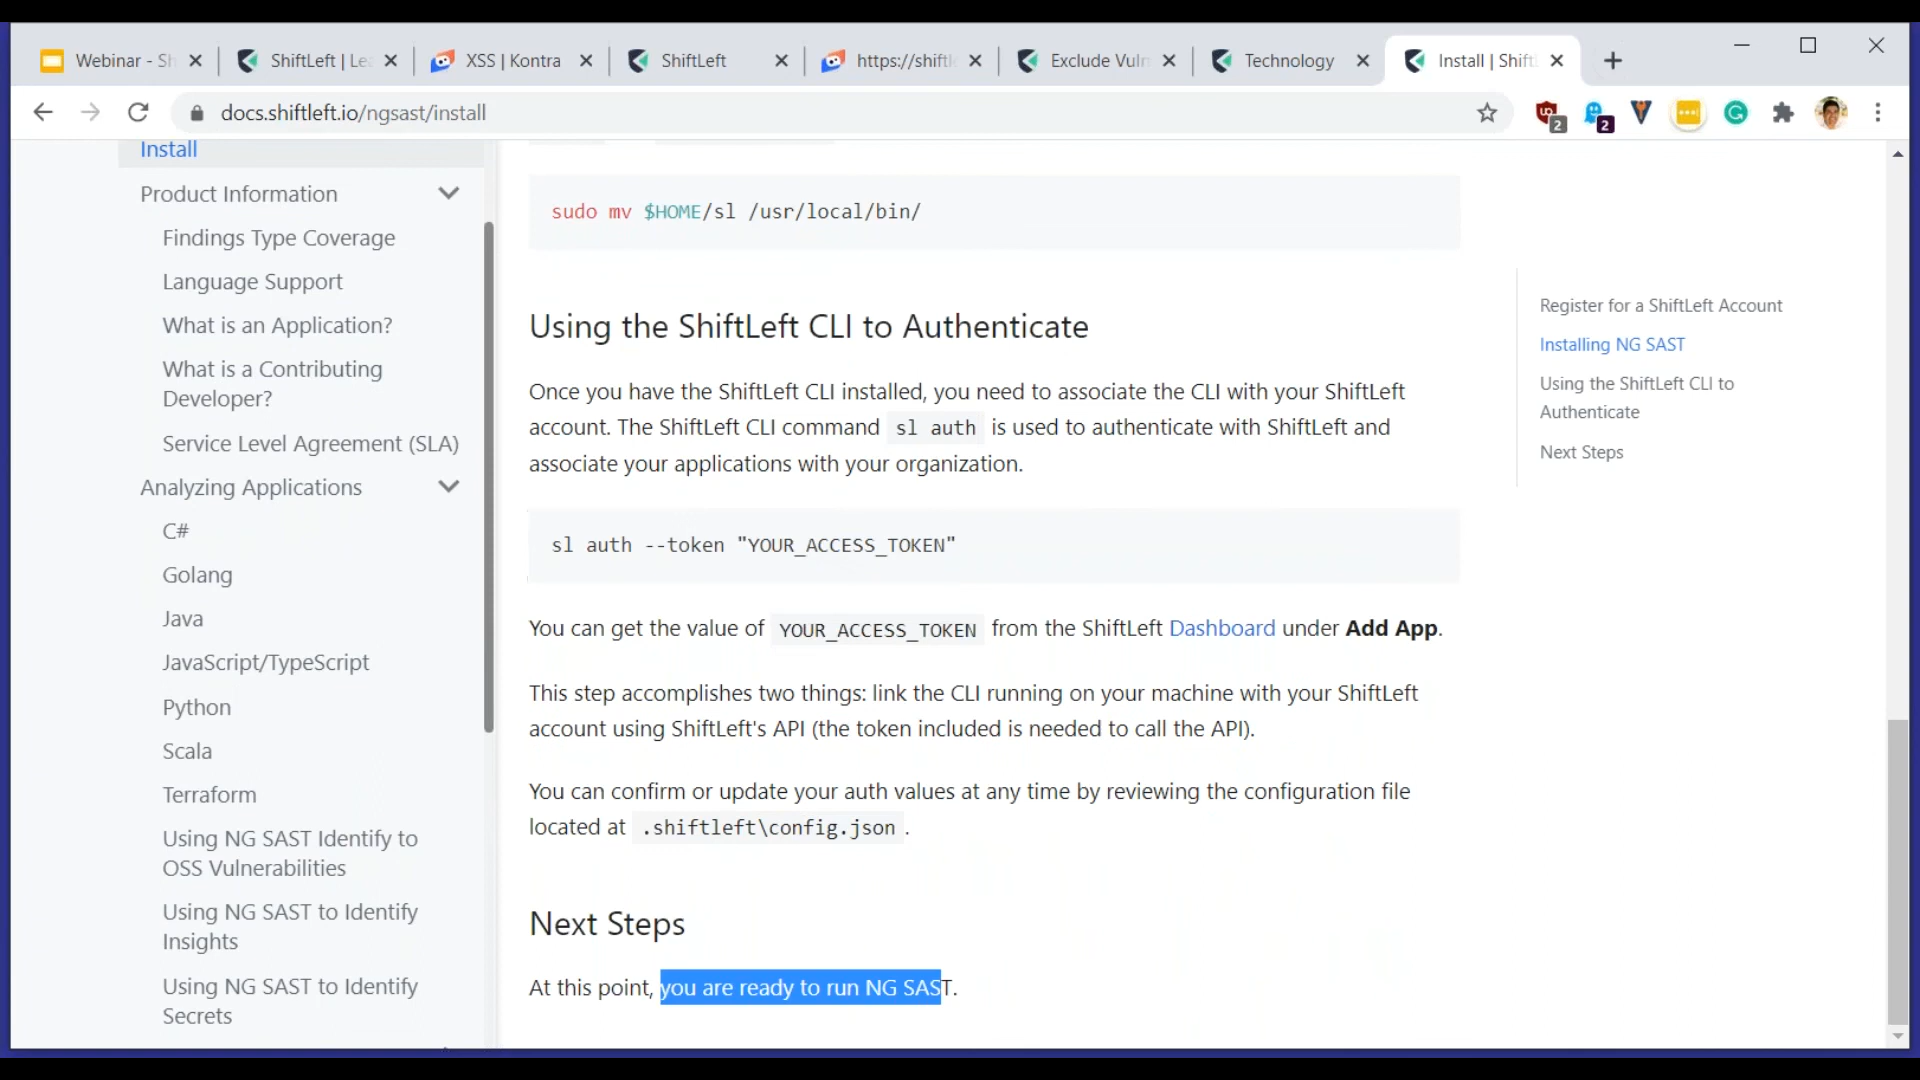 Webinar - Sh
ShiftLeft | Lea
XSS | Kontra
ShiftLeft
https://shiftle
Exclude Vuln
Technology
Install | Shift
docs.shiftleft.io/ngsast/install
2
2
Install
Product Information
Findings Type Coverage
Language Support
What is an Application?
What is a Contributing
Developer?
Service Level Agreement (SLA)
Analyzing Applications
C#
Golang
Java
JavaScript/TypeScript
Python
Scala
Terraform
Using NG SAST Identify to
OSS Vulnerabilities
Using NG SAST to Identify
Insights
Using NG SAST to Identify
Secrets
sudo mv $HOME/sl /usr/local/bin/
Using the ShiftLeft CLI to Authenticate
Once you have the ShiftLeft CLI installed, you need to associate the CLI with your ShiftLeft
account. The ShiftLeft CLI command sl auth is used to authenticate with ShiftLeft and
associate your applications with your organization.
sl auth --token "YOUR_ACCESS_TOKEN"
You can get the value of YOUR_ACCESS_TOKEN from the ShiftLeft Dashboard under Add App.
This step accomplishes two things: link the CLI running on your machine with your ShiftLeft
account using ShiftLeft's API (the token included is needed to call the API).
You can confirm or update your auth values at any time by reviewing the configuration file
located at .shiftleft\config.json .
Next Steps
At this point, you are ready to run NG SAST.
Register for a ShiftLeft Account
Installing NG SAST
Using the ShiftLeft CLI to
Authenticate
Next Steps